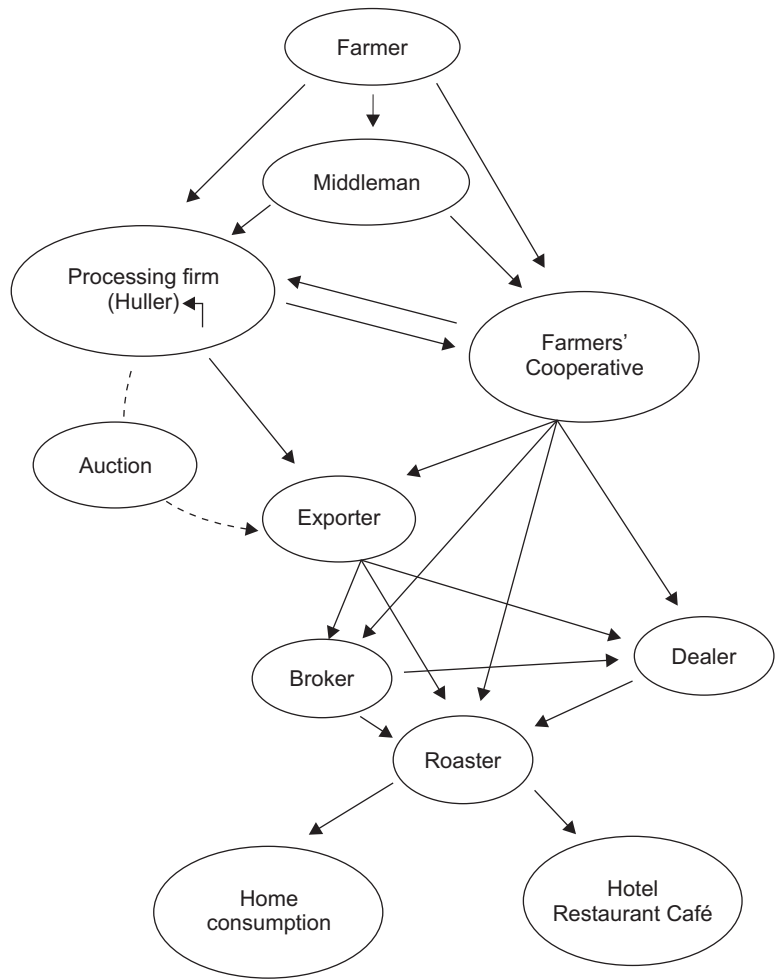 Farmer
Middleman
Processing firm
(Huller)
Farmers'
Cooperative
Auction
Exporter
Broker
Dealer
Roaster
Home
consumption
Hotel
Restaurant Café